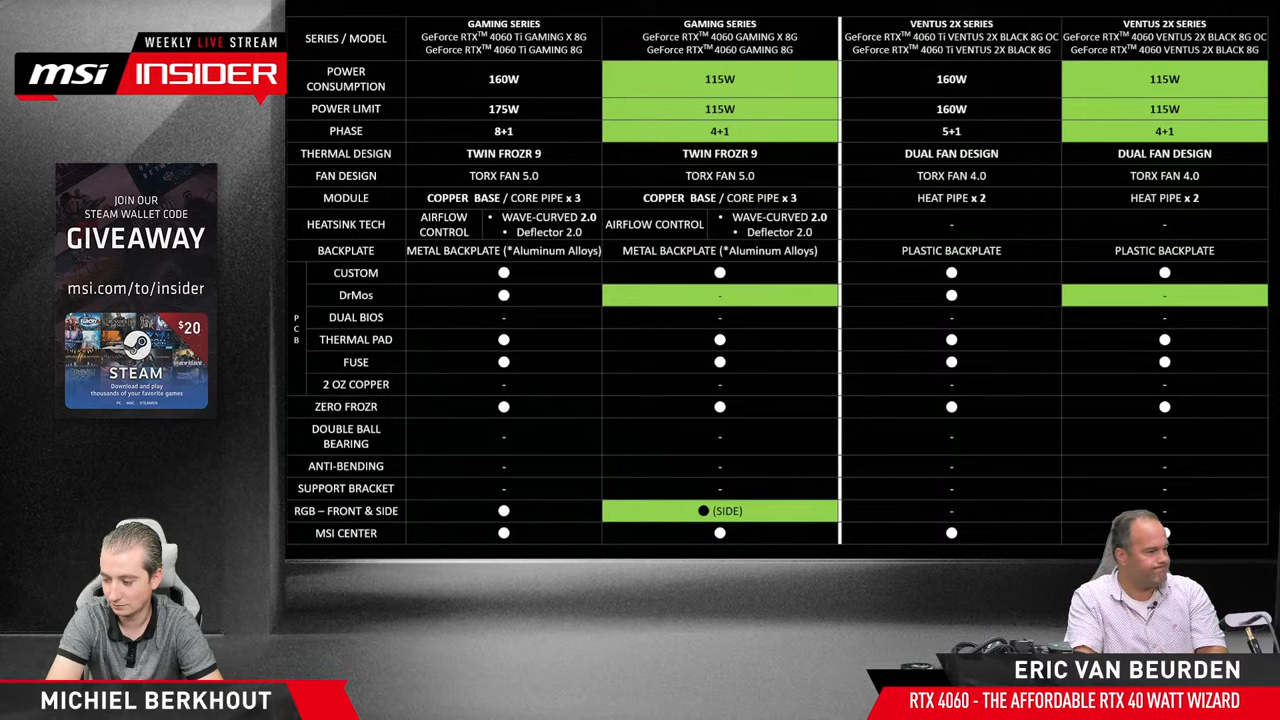 WEEKLY LIVE STREAM
msi INSIDER
JOIN OUR
STEAM WALLET CODE
GIVEAWAY
msi.com/to/insider
$20
STEAM
Download and play
thousands of your favorite games
PC MAC STEAMOS
SERIES / MODEL
GAMING SERIES
GeForce RTX™ 4060 Ti GAMING X 8G
GeForce RTX™ 4060 Ti GAMING 8G
GAMING SERIES
GeForce RTX™ 4060 GAMING X 8G
GeForce RTX™ 4060 GAMING 8G
VENTUS 2X SERIES
GeForce RTX™ 4060 Ti VENTUS 2X BLACK 8G OC
GeForce RTX™ 4060 Ti VENTUS 2X BLACK 8G
VENTUS 2X SERIES
GeForce RTX™ 4060 VENTUS 2X BLACK 8G OC
GeForce RTX™ 4060 VENTUS 2X BLACK 8G
POWER
CONSUMPTION
160W 115W 160W 115W
POWER LIMIT 175W 115W 160W 115W
PHASE 8+1 4+1 5+1 4+1
THERMAL DESIGN TWIN FROZR 9 TWIN FROZR 9 DUAL FAN DESIGN DUAL FAN DESIGN
FAN DESIGN TORX FAN 5.0 TORX FAN 5.0 TORX FAN 4.0 TORX FAN 4.0
MODULE COPPER BASE / CORE PIPE x 3 COPPER BASE / CORE PIPE x 3 HEAT PIPE x 2 HEAT PIPE x 2
HEATSINK TECH
AIRFLOW
CONTROL
• WAVE-CURVED 2.0
• Deflector 2.0
AIRFLOW CONTROL
• WAVE-CURVED 2.0
• Deflector 2.0
- -
BACKPLATE METAL BACKPLATE (*Aluminum Alloys) METAL BACKPLATE (*Aluminum Alloys) PLASTIC BACKPLATE PLASTIC BACKPLATE
PCB
CUSTOM ● ● ● ●
DrMos ● - ● -
DUAL BIOS - - - -
THERMAL PAD ● ● ● ●
FUSE ● ● ● ●
2 OZ COPPER - - - -
ZERO FROZR ● ● ● ●
DOUBLE BALL
BEARING
- - - -
ANTI-BENDING - - - -
SUPPORT BRACKET - - - -
RGB – FRONT & SIDE ● ● (SIDE) - -
MSI CENTER ● ● ● ●
MICHIEL BERKHOUT
ERIC VAN BEURDEN
RTX 4060 - THE AFFORDABLE RTX 40 WATT WIZARD